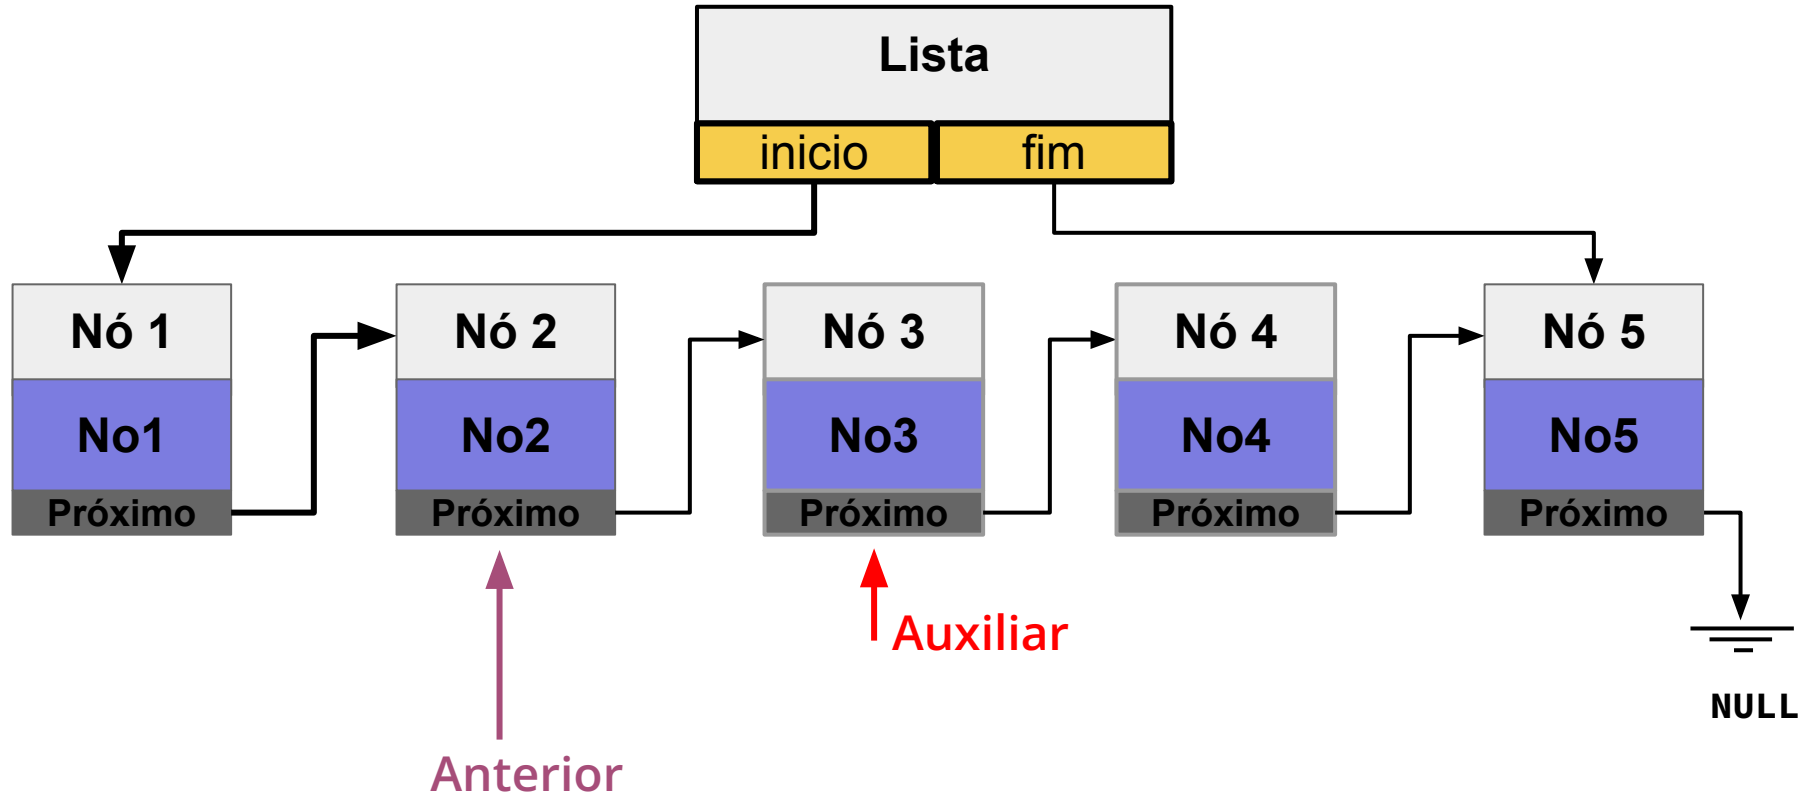 Lista
inicio fim
Nó 1 Nó 2 Nó 3 Nó 4 Nó 5
No1 No2 No3 No4 No5
Próximo Próximo Próximo Próximo Próximo
Auxiliar
NULL
Anterior